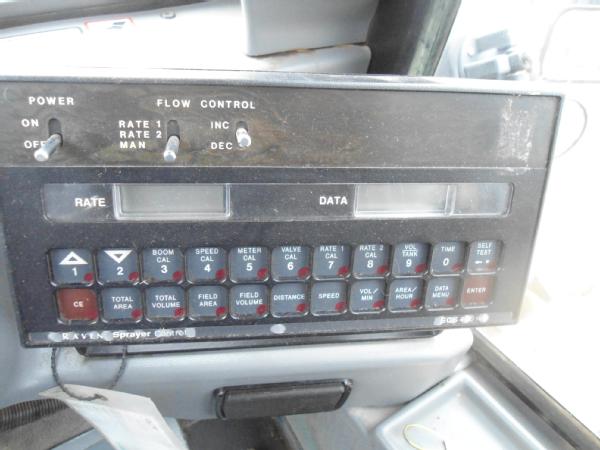 POWER FLOW CONTROL
ON RATE 1 INC
RATE 2
OFF MAN DEC
RATE DATA
1 2 BOOM CAL 3 SPEED CAL 4 METER CAL 5 VALVE CAL 6 RATE 1 CAL 7 RATE 2 CAL 8 VOL TANK 9 TIME 0 SELF TEST
CE TOTAL AREA TOTAL VOLUME FIELD AREA FIELD VOLUME DISTANCE SPEED VOL/MIN AREA/HOUR DATA MENU ENTER
RAVEN Sprayer Control